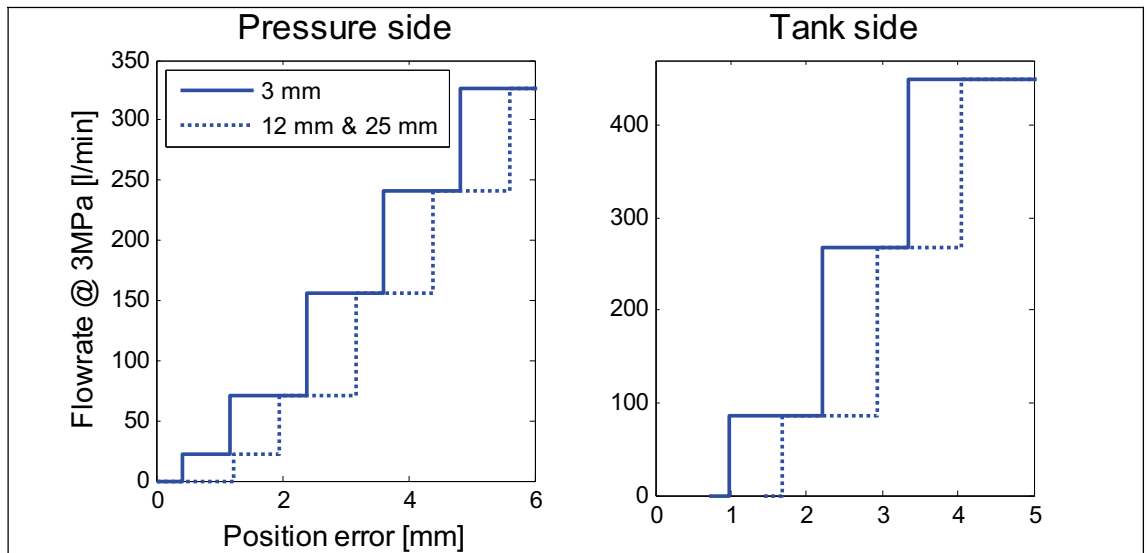 Pressure side
Tank side
350
300
250
200
150
100
50
0
Flowrate @ 3MPa [l/min]
3 mm
12 mm & 25 mm
0 2 4 6
Position error [mm]
400
300
200
100
0
0 1 2 3 4 5